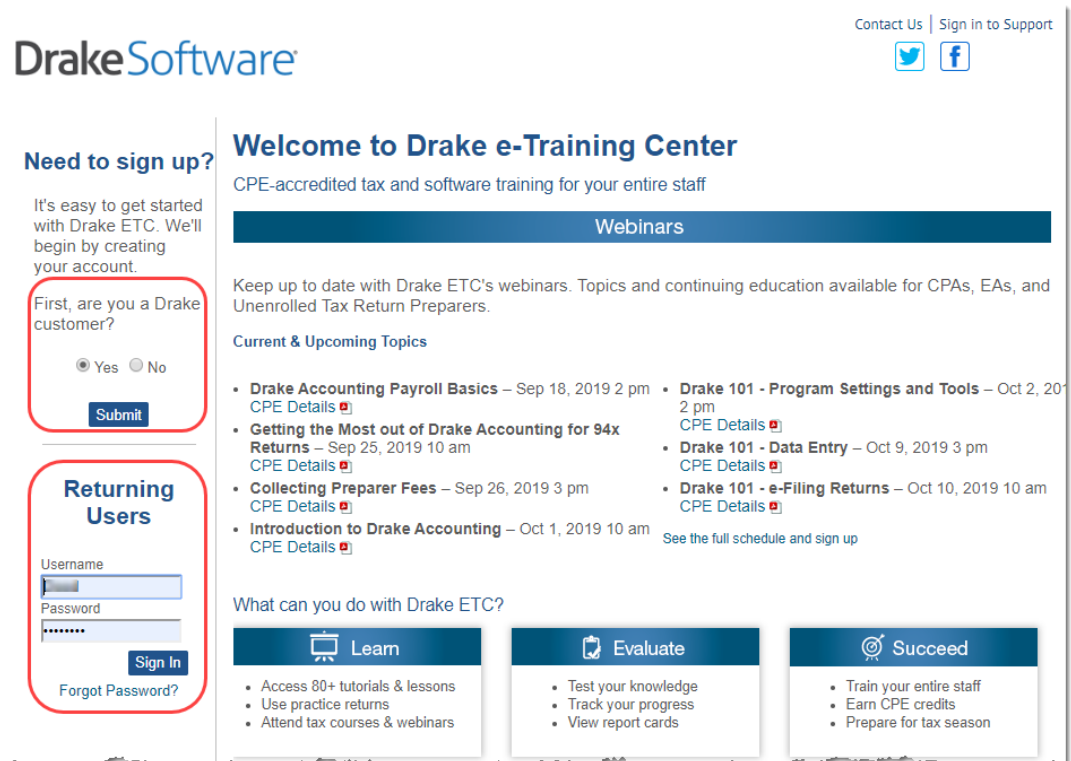 Contact Us | Sign in to Support
DrakeSoftware
Need to sign up?
It's easy to get started
with Drake ETC. We'll
begin by creating
your account.
First, are you a Drake
customer?
Yes No
Submit
Returning
Users
Username
Password
Sign In
Forgot Password?
Welcome to Drake e-Training Center
CPE-accredited tax and software training for your entire staff
Webinars
Keep up to date with Drake ETC's webinars. Topics and continuing education available for CPAs, EAs, and
Unenrolled Tax Return Preparers.
Current & Upcoming Topics
• Drake Accounting Payroll Basics – Sep 18, 2019 2 pm
CPE Details
• Getting the Most out of Drake Accounting for 94x
Returns – Sep 25, 2019 10 am
CPE Details
• Collecting Preparer Fees – Sep 26, 2019 3 pm
CPE Details
• Introduction to Drake Accounting – Oct 1, 2019 10 am
CPE Details
• Drake 101 - Program Settings and Tools – Oct 2, 201
2 pm
CPE Details
• Drake 101 - Data Entry – Oct 9, 2019 3 pm
CPE Details
• Drake 101 - e-Filing Returns – Oct 10, 2019 10 am
CPE Details
See the full schedule and sign up
What can you do with Drake ETC?
Learn
• Access 80+ tutorials & lessons
• Use practice returns
• Attend tax courses & webinars
Evaluate
• Test your knowledge
• Track your progress
• View report cards
Succeed
• Train your entire staff
• Earn CPE credits
• Prepare for tax season